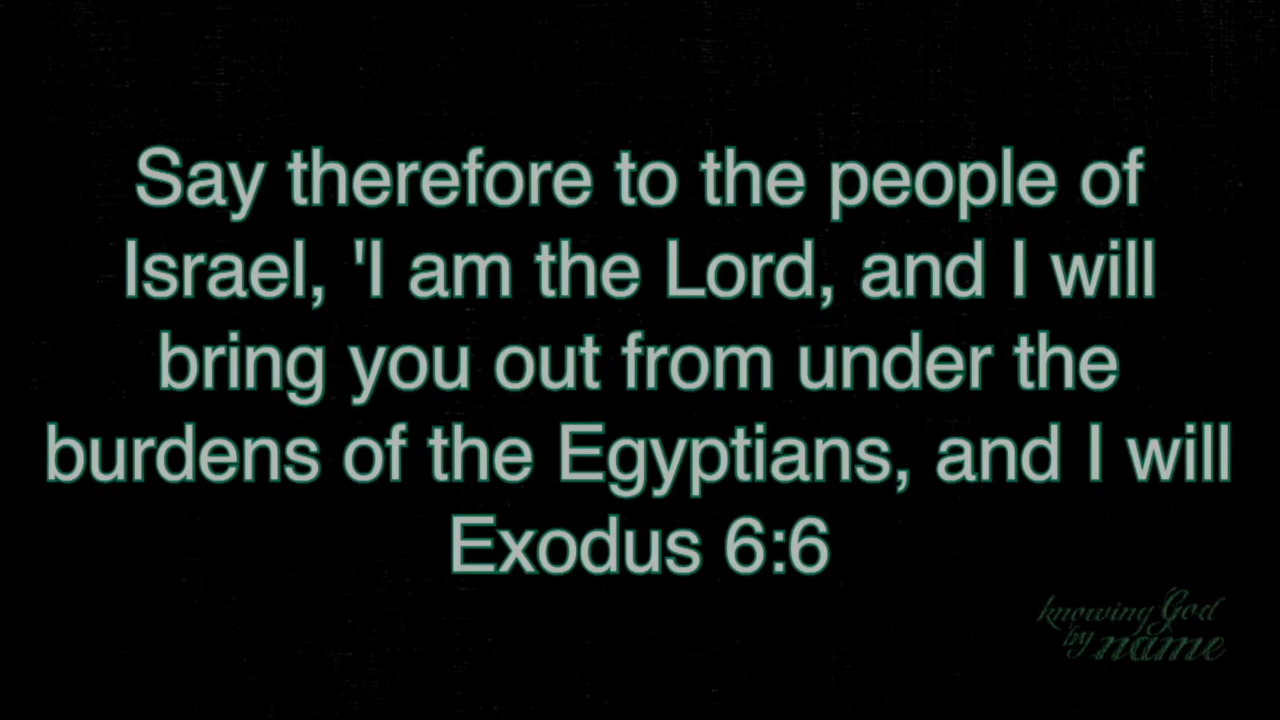 Say therefore to the people of
Israel, 'I am the Lord, and I will
bring you out from under the
burdens of the Egyptians, and I will
Exodus 6:6
knowing God
by name